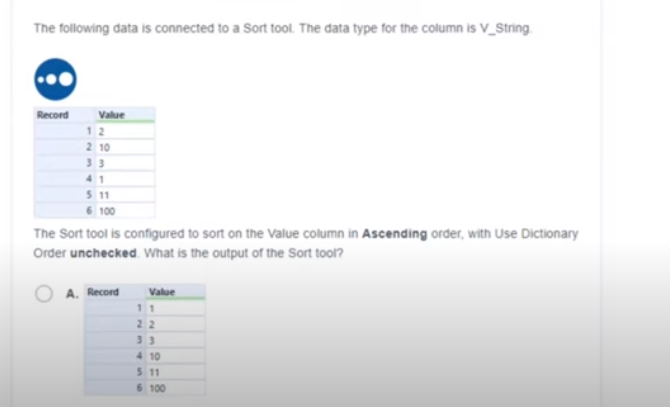 The following data is connected to a Sort tool. The data type for the column is V_String.
Record Value
1 2
2 10
3 3
4 1
5 11
6 100
The Sort tool is configured to sort on the Value column in Ascending order, with Use Dictionary
Order unchecked. What is the output of the Sort tool?
A. Record Value
1 1
2 2
3 3
4 10
5 11
6 100